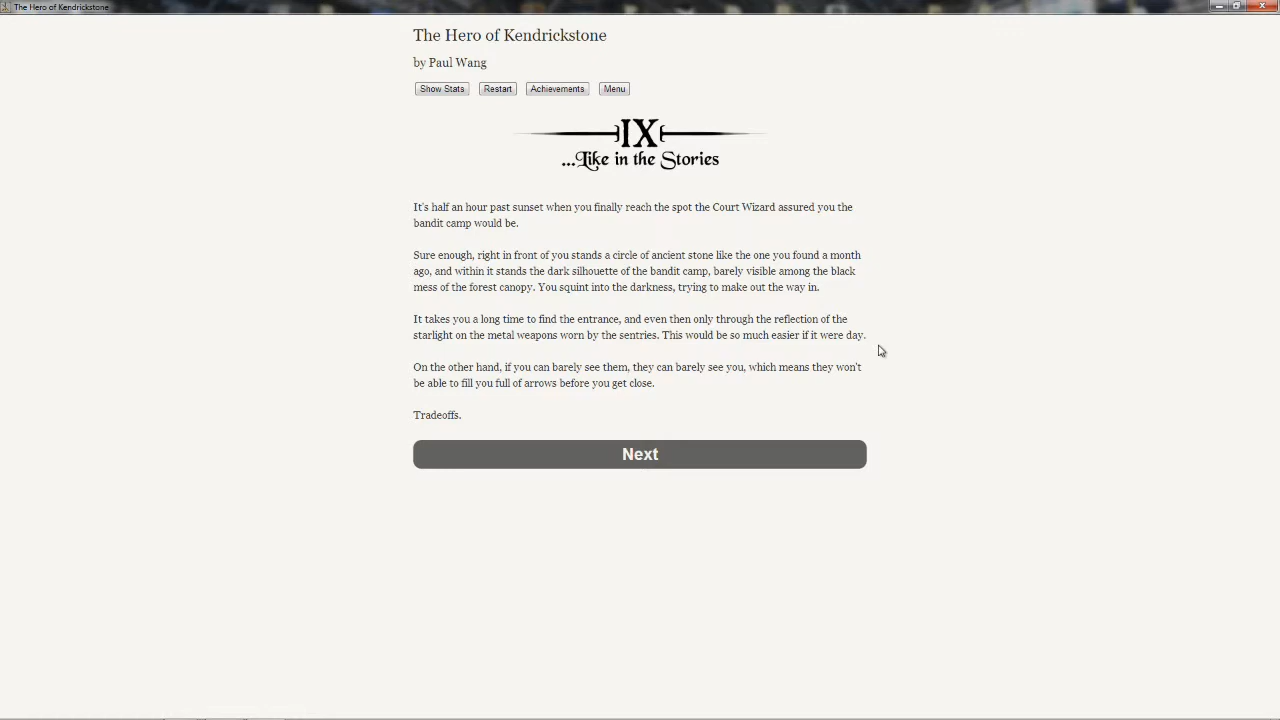 The Hero of Kendrickstone
The Hero of Kendrickstone
by Paul Wang
Show Stats Restart Achievements Menu
IX
...Like in the Stories
It's half an hour past sunset when you finally reach the spot the Court Wizard assured you the
bandit camp would be.
Sure enough, right in front of you stands a circle of ancient stone like the one you found a month
ago, and within it stands the dark silhouette of the bandit camp, barely visible among the black
mess of the forest canopy. You squint into the darkness, trying to make out the way in.
It takes you a long time to find the entrance, and even then only through the reflection of the
starlight on the metal weapons worn by the sentries. This would be so much easier if it were day.
On the other hand, if you can barely see them, they can barely see you, which means they won't
be able to fill you full of arrows before you get close.
Tradeoffs.
Next